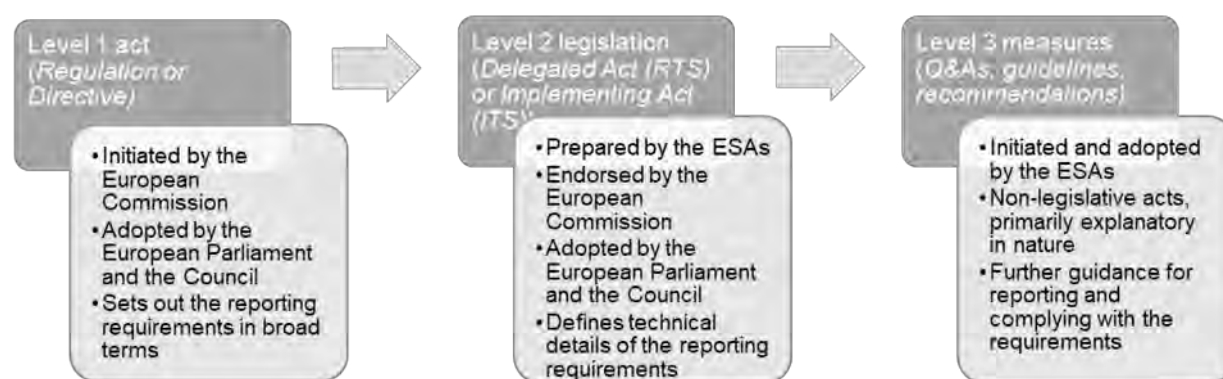 Level 1 act
(Regulation or
Directive)
• Initiated by the
European
Commission
• Adopted by the
European Parliament
and the Council
• Sets out the reporting
requirements in broad
terms
Level 2 legislation
(Delegated Act (RTS)
or Implementing Act
(ITS)
• Prepared by the ESAs
• Endorsed by the
European
Commission
• Adopted by the
European Parliament
and the Council
• Defines technical
details of the reporting
requirements
Level 3 measures
(Q&As, guidelines,
recommendations)
• Initiated and adopted
by the ESAs
• Non-legislative acts,
primarily explanatory
in nature
• Further guidance for
reporting and
complying with the
requirements